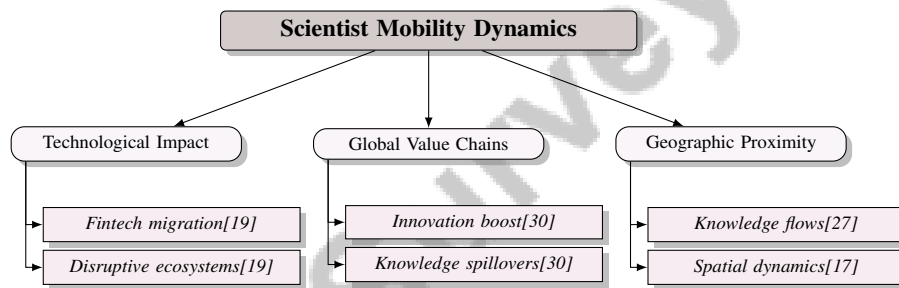 Scientist Mobility Dynamics
Technological Impact
Global Value Chains
Geographic Proximity
Fintech migration[19]
Innovation boost[30]
Knowledge flows[27]
Disruptive ecosystems[19]
Knowledge spillovers[30]
Spatial dynamics[17]
survey